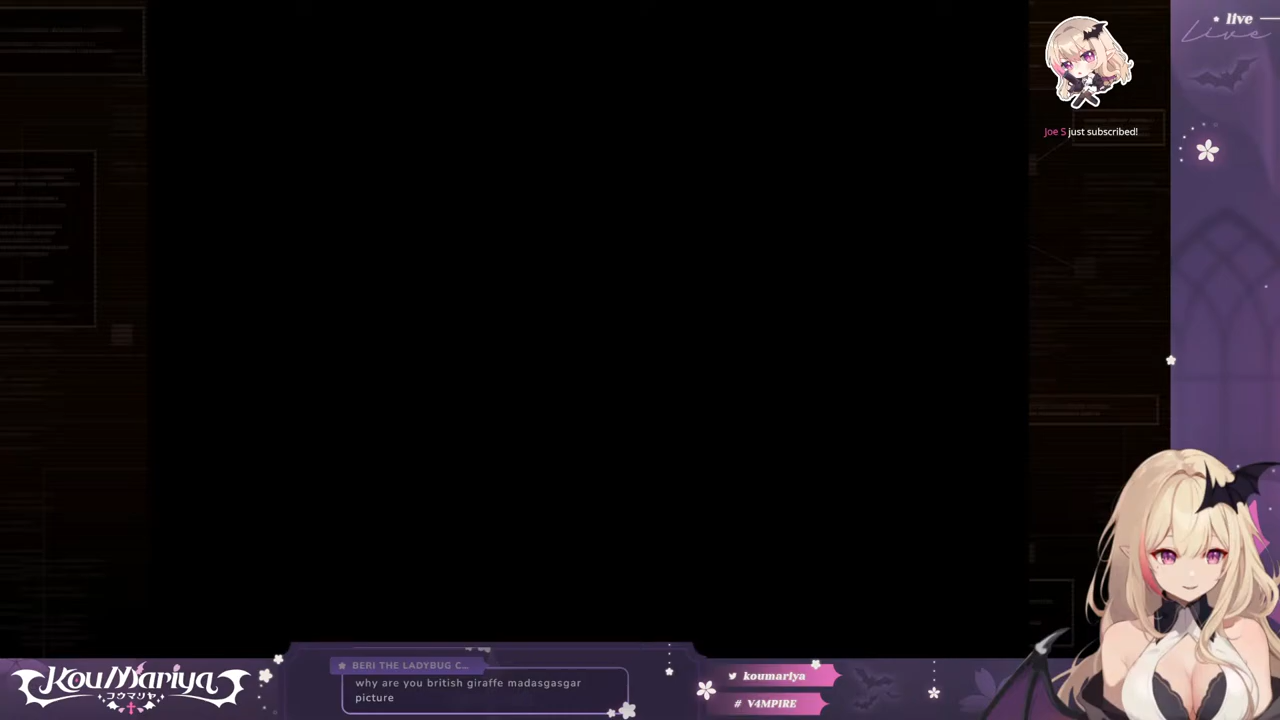 live
Live
Joe S just subscribed!
BERI THE LADYBUG C...
why are you british giraffe madasgasgar
picture
KouMariya
コウマリヤ
koumariya
# V4MPIRE